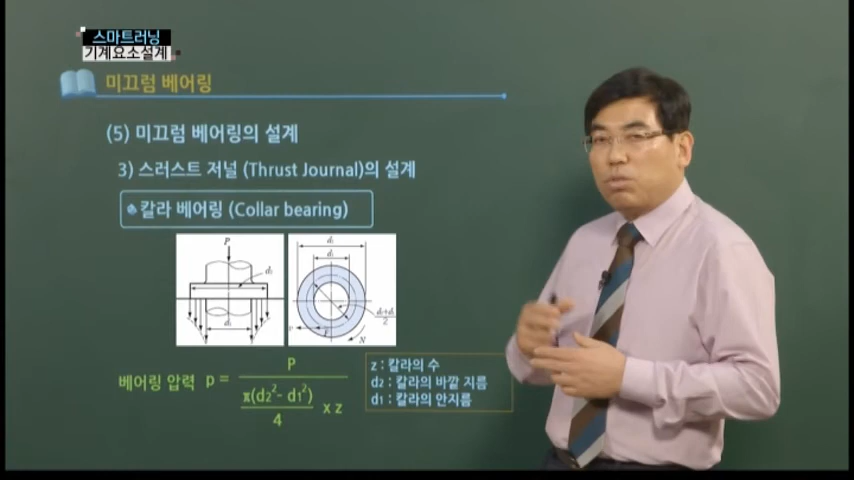 스마트러닝
기계요소설계
미끄럼 베어링
(5) 미끄럼 베어링의 설계
3) 스러스트 저널 (Thrust Journal)의 설계
칼라 베어링 (Collar bearing)
P
d₂
d₁
d₂
d₁
d₁+d₂
2
v
N
베어링 압력 p =
P
π(d2²- d1²)
4
x z
z : 칼라의 수
d2 : 칼라의 바깥 지름
d1 : 칼라의 안지름